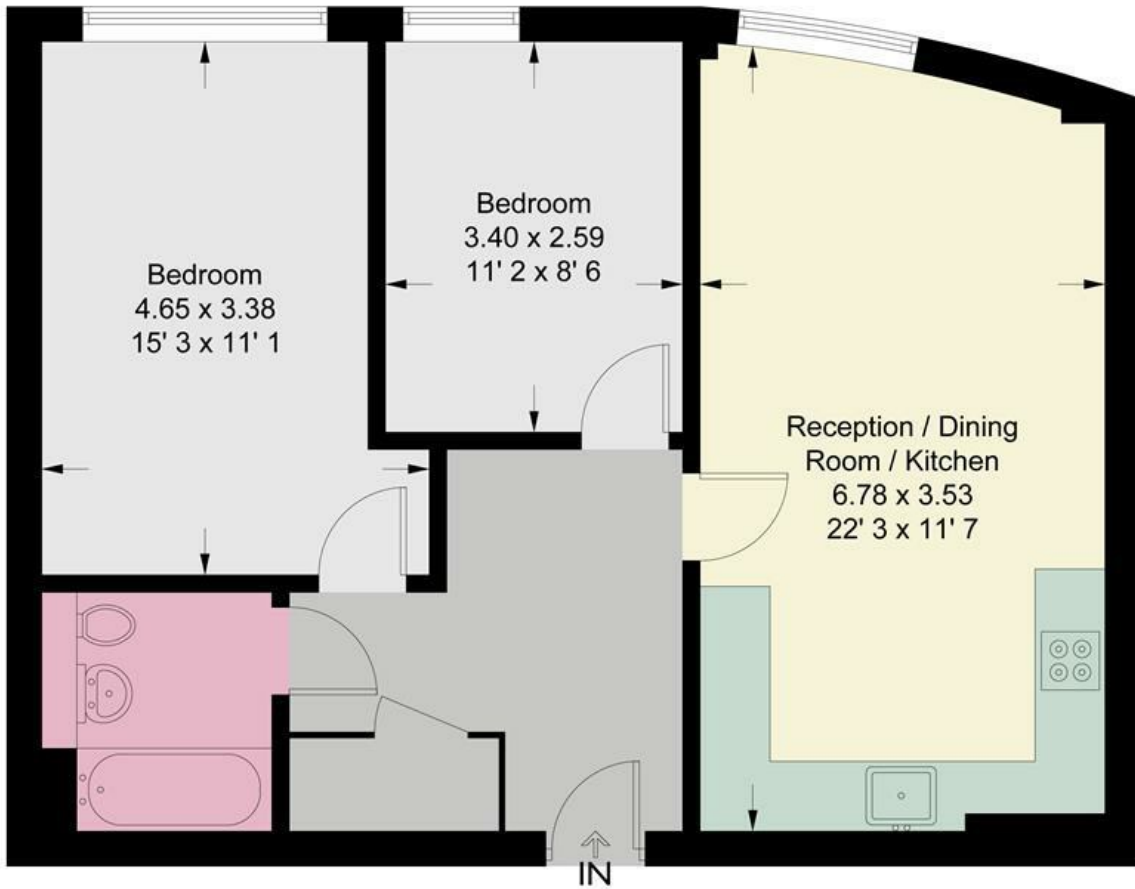 Bedroom
4.65 x 3.38
15' 3 x 11' 1
Bedroom
3.40 x 2.59
11' 2 x 8' 6
Reception / Dining
Room / Kitchen
6.78 x 3.53
22' 3 x 11' 7
IN